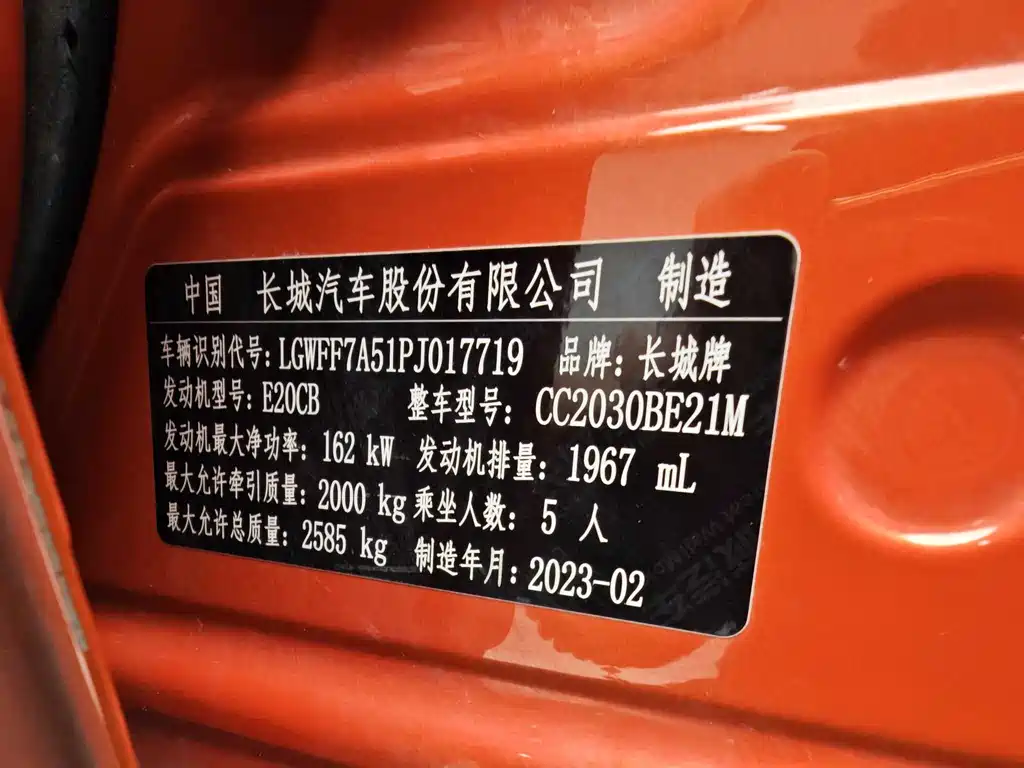 中国 长城汽车股份有限公司 制造
车辆识别代号: LGWFF7A51PJ017719 品牌: 长城牌
发动机型号: E20CB 整车型号: CC2030BE21M
发动机最大净功率: 162 kW 发动机排量: 1967 mL
最大允许牵引质量: 2000 kg 乘坐人数: 5 人
最大允许总质量: 2585 kg 制造年月: 2023-02